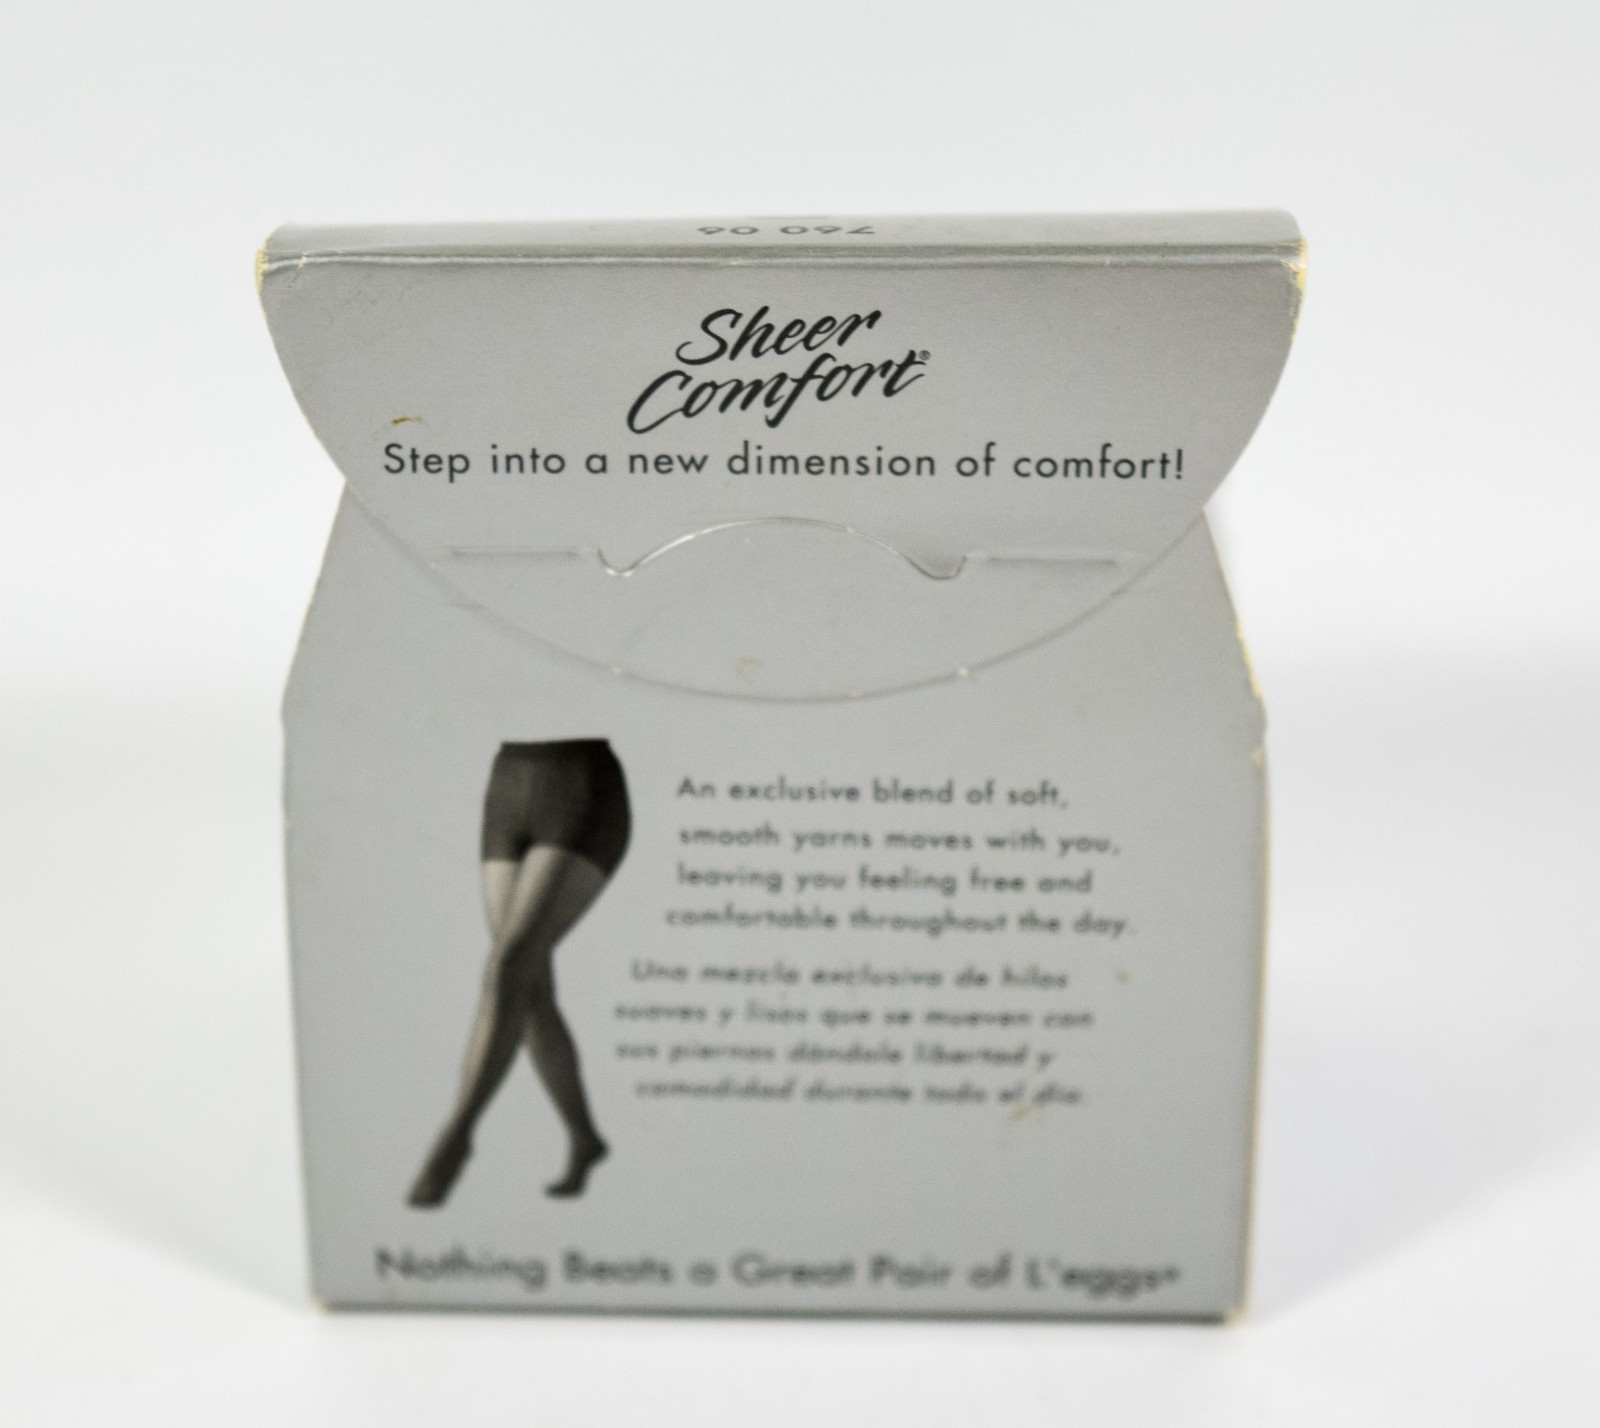 760 06
Sheer
Comfort®
Step into a new dimension of comfort!
An exclusive blend of soft,
smooth yarns moves with you,
leaving you feeling free and
comfortable throughout the day.
Una mezcla exclusiva de hilos
suaves y lisos que se mueven con
sus piernas dándole libertad y
comodidad durante todo el día.
Nothing Beats a Great Pair of L'eggs®